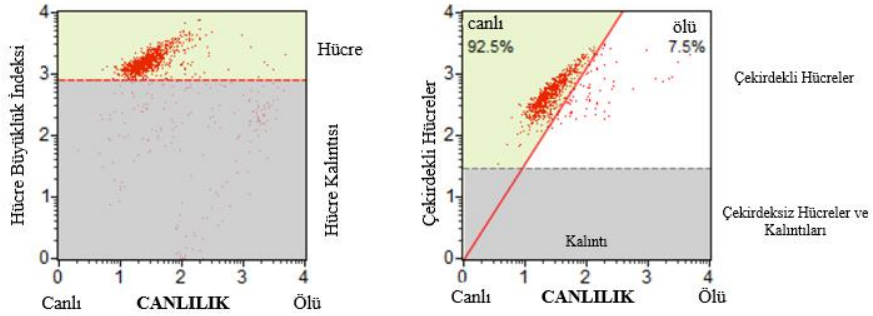 Hücre Büyüklük İndeksi
4
3
2
1
0
0 1 2 3 4
Canlı CANLILIK Ölü
Hücre
Hücre Kalıntısı
Çekirdekli Hücreler
4
3
2
1
0
canlı
92.5%
ölü
7.5%
Kalıntı
0 1 2 3 4
Canlı CANLILIK Ölü
Çekirdekli Hücreler
Çekirdeksiz Hücreler ve
Kalıntıları